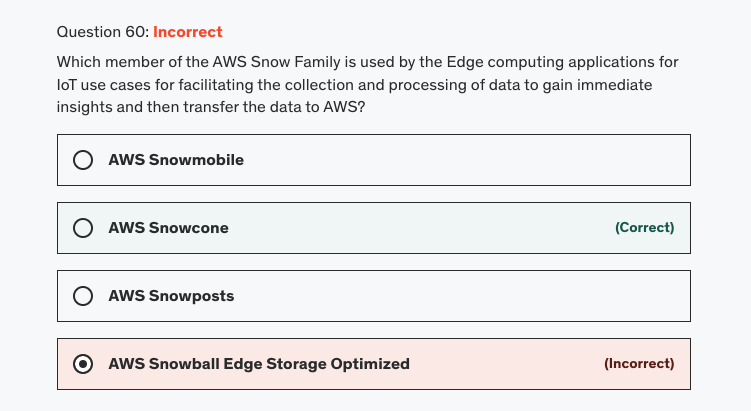 Question 60: Incorrect
Which member of the AWS Snow Family is used by the Edge computing applications for
IoT use cases for facilitating the collection and processing of data to gain immediate
insights and then transfer the data to AWS?
AWS Snowmobile
AWS Snowcone (Correct)
AWS Snowposts
AWS Snowball Edge Storage Optimized (Incorrect)